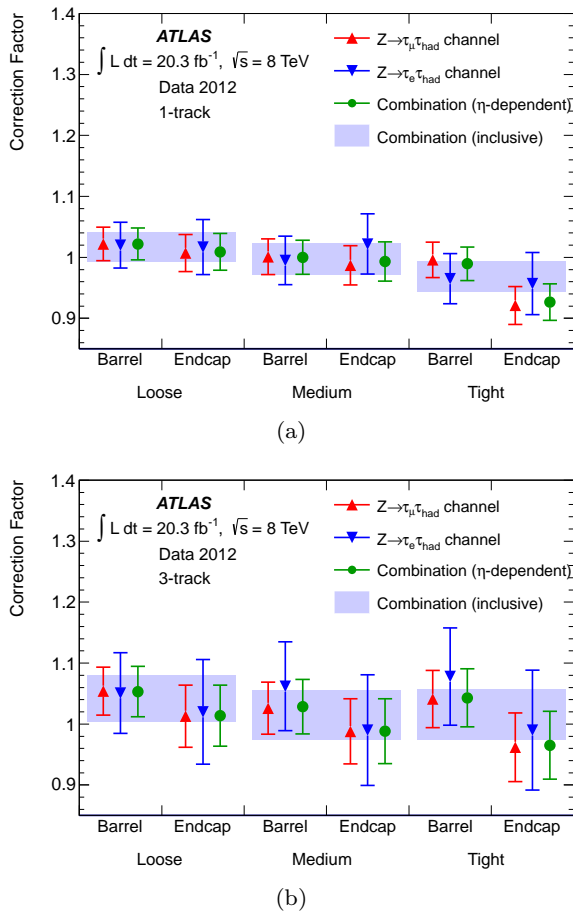 1.4
1.3
1.2
1.1
1
0.9
Correction Factor
ATLAS
∫ L dt = 20.3 fb⁻¹, √s = 8 TeV
Data 2012
1-track
Z→τμτhad channel
Z→τeτhad channel
Combination (η-dependent)
Combination (inclusive)
Barrel Endcap Barrel Endcap Barrel Endcap
Loose Medium Tight
(a)
1.4
1.3
1.2
1.1
1
0.9
Correction Factor
ATLAS
∫ L dt = 20.3 fb⁻¹, √s = 8 TeV
Data 2012
3-track
Z→τμτhad channel
Z→τeτhad channel
Combination (η-dependent)
Combination (inclusive)
Barrel Endcap Barrel Endcap Barrel Endcap
Loose Medium Tight
(b)